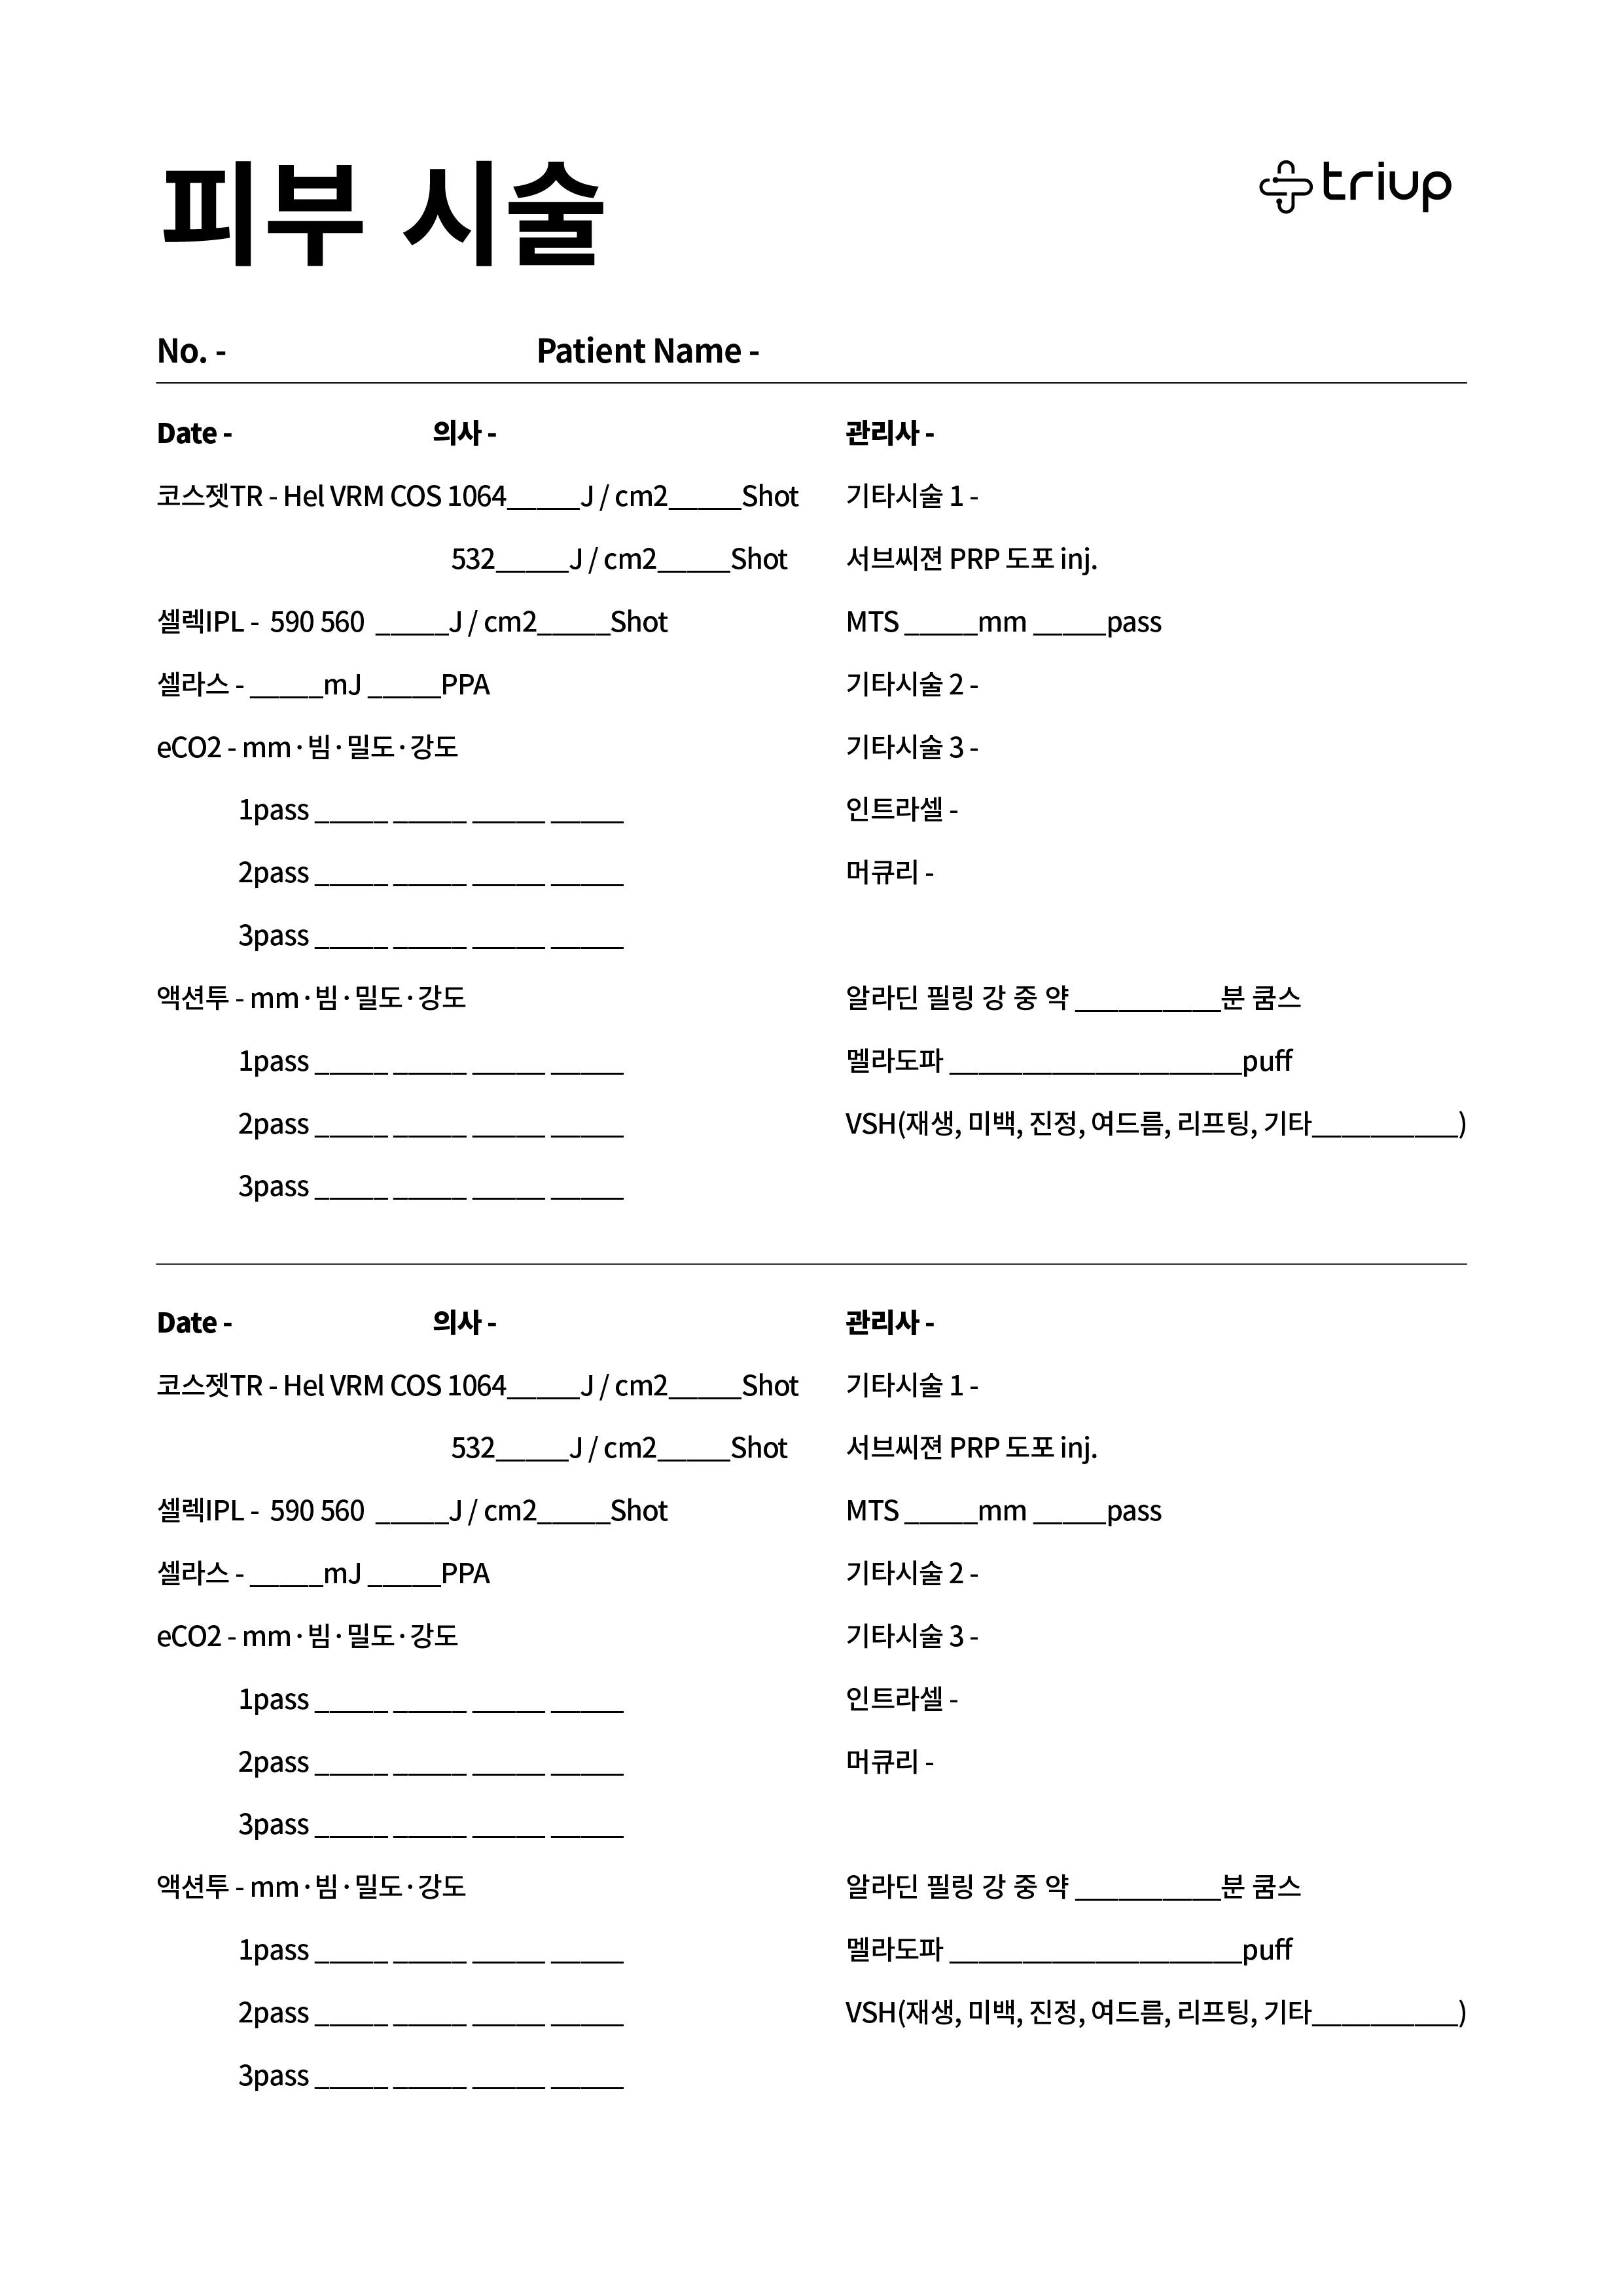 피부 시술
triup
No. - Patient Name -
Date - 의사 - 관리사 -
코스젯TR - Hel VRM COS 1064_____J / cm2_____Shot 기타시술 1 -
532_____J / cm2_____Shot 서브씨젼 PRP 도포 inj.
셀렉IPL - 590 560 _____J / cm2_____Shot MTS _____mm _____pass
셀라스 - _____mJ _____PPA 기타시술 2 -
eCO2 - mm·빔·밀도·강도 기타시술 3 -
1pass _____ _____ _____ _____ 인트라셀 -
2pass _____ _____ _____ _____ 머큐리 -
3pass _____ _____ _____ _____
액션투 - mm·빔·밀도·강도 알라딘 필링 강 중 약 __________분 쿰스
1pass _____ _____ _____ _____ 멜라도파 ____________________puff
2pass _____ _____ _____ _____ VSH(재생, 미백, 진정, 여드름, 리프팅, 기타__________)
3pass _____ _____ _____ _____
Date - 의사 - 관리사 -
코스젯TR - Hel VRM COS 1064_____J / cm2_____Shot 기타시술 1 -
532_____J / cm2_____Shot 서브씨젼 PRP 도포 inj.
셀렉IPL - 590 560 _____J / cm2_____Shot MTS _____mm _____pass
셀라스 - _____mJ _____PPA 기타시술 2 -
eCO2 - mm·빔·밀도·강도 기타시술 3 -
1pass _____ _____ _____ _____ 인트라셀 -
2pass _____ _____ _____ _____ 머큐리 -
3pass _____ _____ _____ _____
액션투 - mm·빔·밀도·강도 알라딘 필링 강 중 약 __________분 쿰스
1pass _____ _____ _____ _____ 멜라도파 ____________________puff
2pass _____ _____ _____ _____ VSH(재생, 미백, 진정, 여드름, 리프팅, 기타__________)
3pass _____ _____ _____ _____